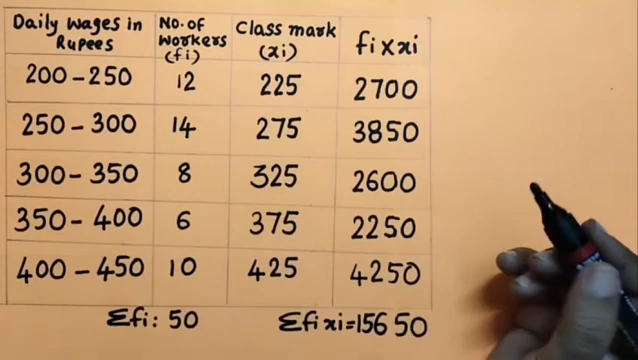 Daily wages in Rupees No. of workers (fi) Class mark (xi) fi x xi
200 - 250 12 225 2700
250 - 300 14 275 3850
300 - 350 8 325 2600
350 - 400 6 375 2250
400 - 450 10 425 4250
Σfi: 50 Σfixi=15650